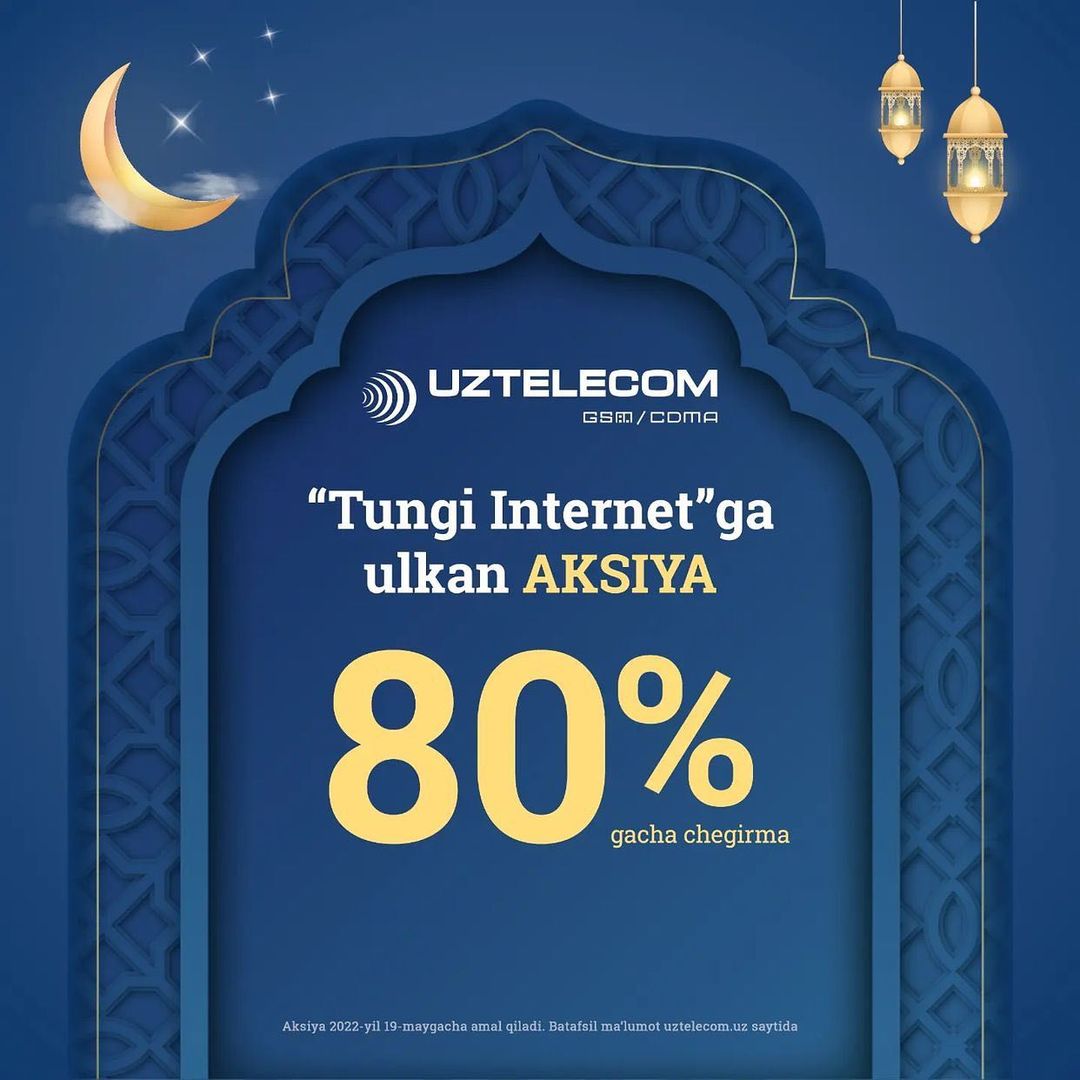 UZTELECOM
GSM/CDMA
“Tungi Internet”ga
ulkan AKSIYA
80%
gacha chegirma
Aksiya 2022-yil 19-maygacha amal qiladi. Batafsil ma’lumot uztelecom.uz saytida